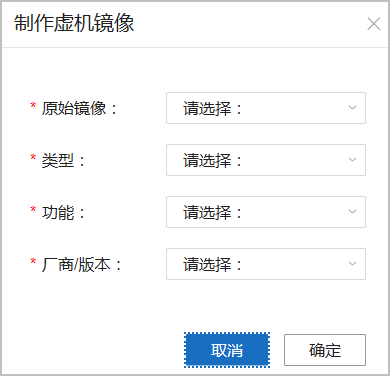 制作虚机镜像
* 原始镜像： 请选择：
* 类型： 请选择：
* 功能： 请选择：
* 厂商/版本： 请选择：
取消 确定